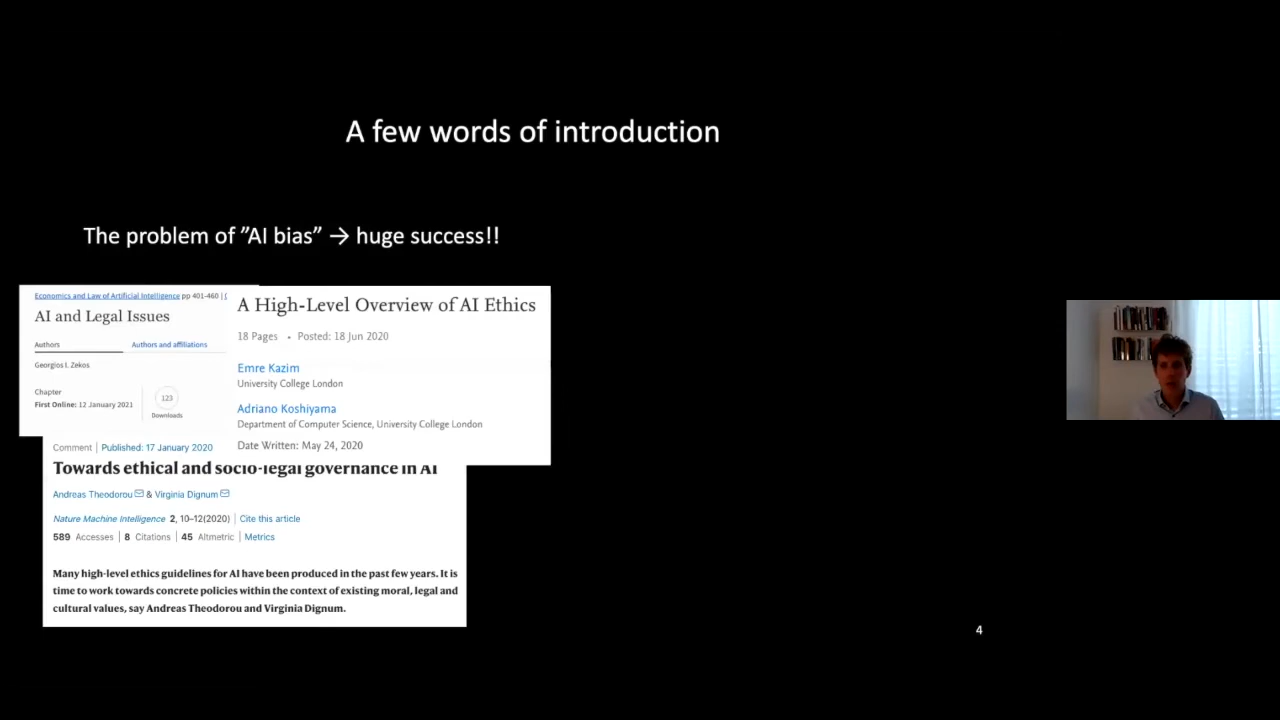 A few words of introduction
The problem of ”AI bias” → huge success!!
Economics and Law of Artificial Intelligence pp 401-460 |
AI and Legal Issues
Authors
Authors and affiliations
Georgios I. Zekos
Chapter
First Online: 12 January 2021
123
Downloads
A High-Level Overview of AI Ethics
18 Pages • Posted: 18 Jun 2020
Emre Kazim
University College London
Adriano Koshiyama
Department of Computer Science, University College London
Date Written: May 24, 2020
Comment | Published: 17 January 2020
Towards ethical and socio-legal governance in AI
Andreas Theodorou & Virginia Dignum
Nature Machine Intelligence 2, 10–12(2020) | Cite this article
589 Accesses | 8 Citations | 45 Altmetric | Metrics
Many high-level ethics guidelines for AI have been produced in the past few years. It is
time to work towards concrete policies within the context of existing moral, legal and
cultural values, say Andreas Theodorou and Virginia Dignum.
4